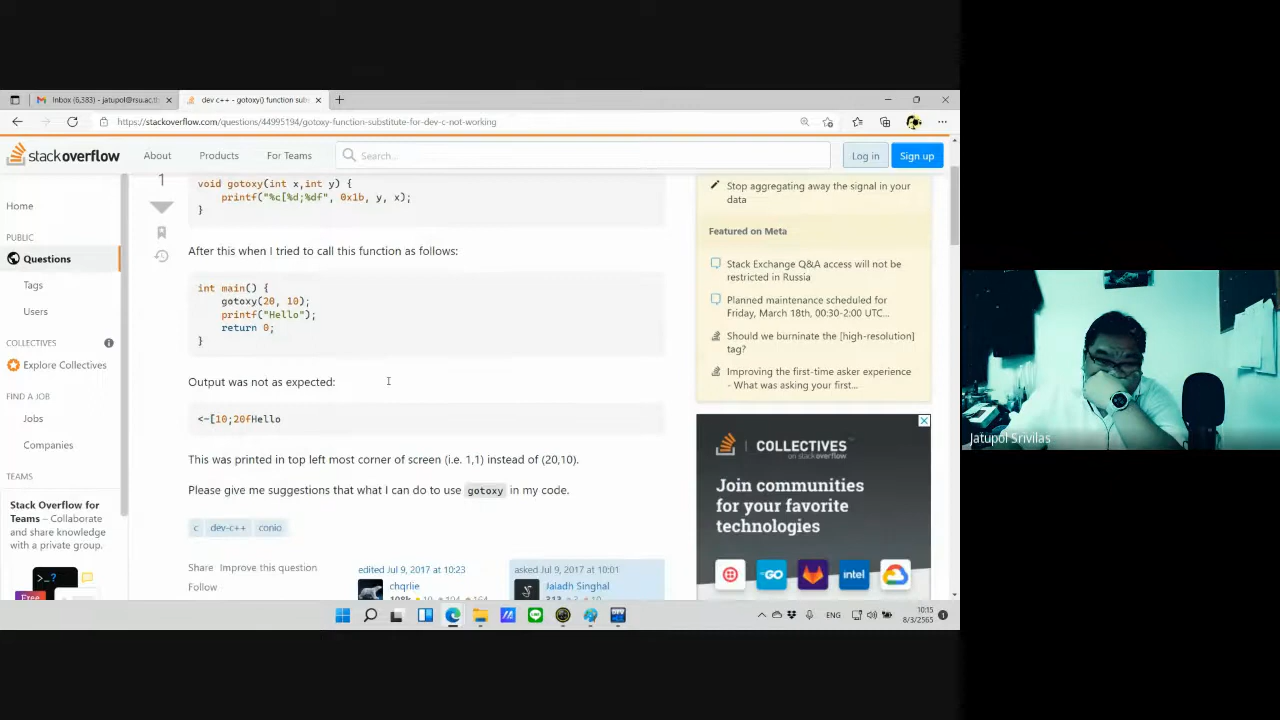 Inbox (6,383) - jatupol@rsu.ac.t
dev c++ - gotoxy() function sub
https://stackoverflow.com/questions/44995194/gotoxy-function-substitute-for-dev-c-not-working
stackoverflow
About
Products
For Teams
Search...
Log in
Sign up
Home
PUBLIC
Questions
Tags
Users
COLLECTIVES
Explore Collectives
FIND A JOB
Jobs
Companies
TEAMS
Stack Overflow for
Teams – Collaborate
and share knowledge
with a private group.
>_?
Free
1
void gotoxy(int x,int y) {
printf("%c[%d;%df", 0x1b, y, x);
}
After this when I tried to call this function as follows:
int main() {
gotoxy(20, 10);
printf("Hello");
return 0;
}
Output was not as expected:
<-[10;20fHello
This was printed in top left most corner of screen (i.e. 1,1) instead of (20,10).
Please give me suggestions that what I can do to use gotoxy in my code.
c dev-c++ conio
Share Improve this question
Follow
edited Jul 9, 2017 at 10:23
chqrlie
asked Jul 9, 2017 at 10:01
Jaiadh Singhal
Stop aggregating away the signal in your
data
Featured on Meta
Stack Exchange Q&A access will not be
restricted in Russia
Planned maintenance scheduled for
Friday, March 18th, 00:30-2:00 UTC...
Should we burninate the [high-resolution]
tag?
Improving the first-time asker experience
- What was asking your first...
COLLECTIVES
on stackoverflow
Join communities
for your favorite
technologies
GO
intel
ENG
10:15
8/3/2565
Jatupol Srivilas